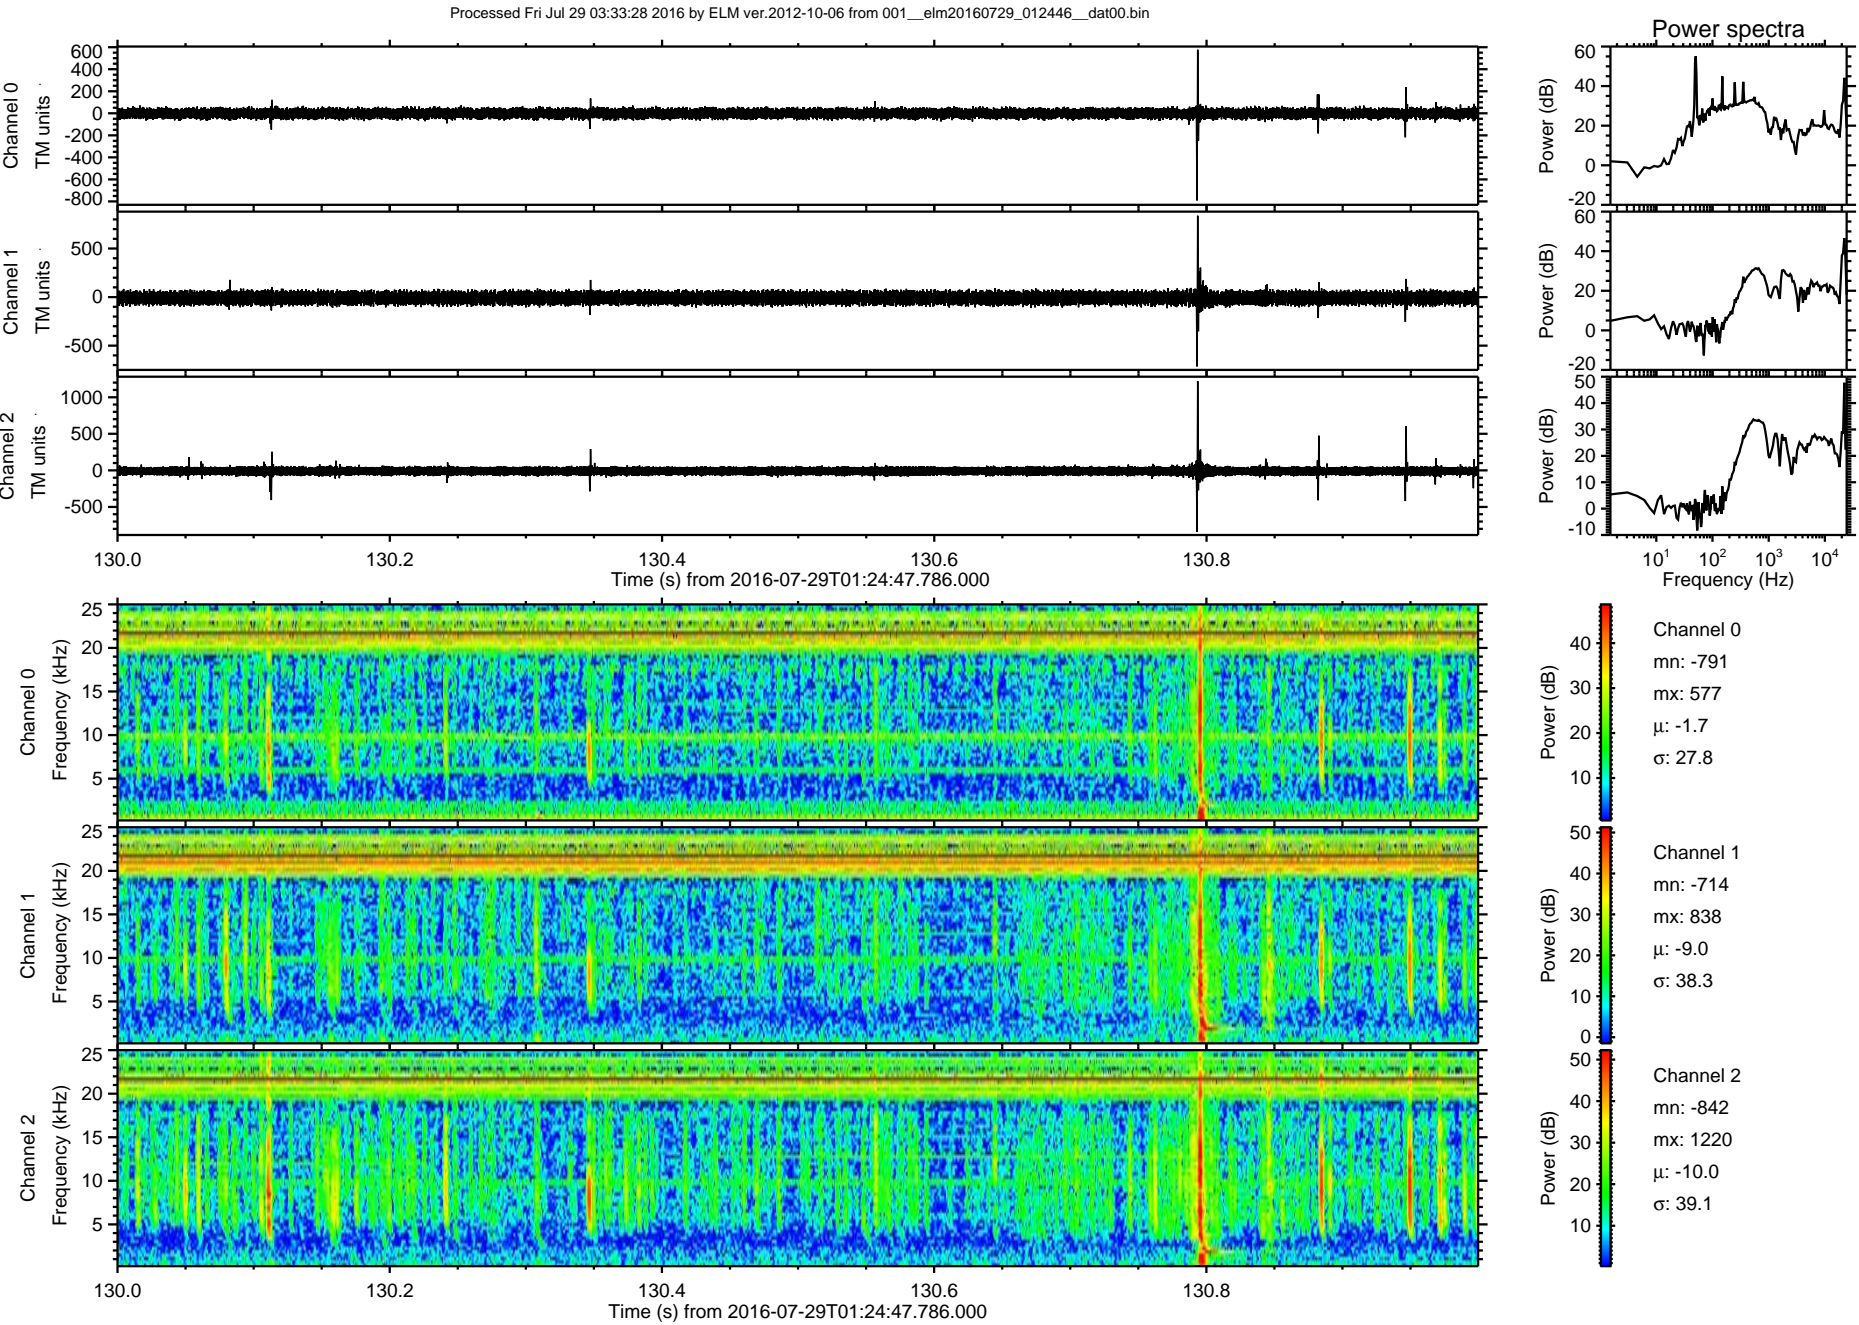 Processed Fri Jul 29 03:33:28 2016 by ELM ver.2012-10-06 from 001__elm20160729_012446__dat00.bin
Power spectra
Channel 0
TM units
600
400
200
0
-200
-400
-600
-800
Power (dB)
60
40
20
0
-20
Channel 1
TM units
500
0
-500
Power (dB)
60
40
20
0
-20
Channel 2
TM units
1000
500
0
-500
Power (dB)
50
40
30
20
10
0
-10
130.0 130.2 130.4 130.6 130.8
Time (s) from 2016-07-29T01:24:47.786.000
10^1 10^2 10^3 10^4
Frequency (Hz)
Channel 0
Frequency (kHz)
25
20
15
10
5
Power (dB)
40
30
20
10
Channel 0
mn: -791
mx: 577
μ: -1.7
σ: 27.8
Channel 1
Frequency (kHz)
25
20
15
10
5
Power (dB)
50
40
30
20
10
0
Channel 1
mn: -714
mx: 838
μ: -9.0
σ: 38.3
Channel 2
Frequency (kHz)
25
20
15
10
5
Power (dB)
50
40
30
20
10
Channel 2
mn: -842
mx: 1220
μ: -10.0
σ: 39.1
130.0 130.2 130.4 130.6 130.8
Time (s) from 2016-07-29T01:24:47.786.000